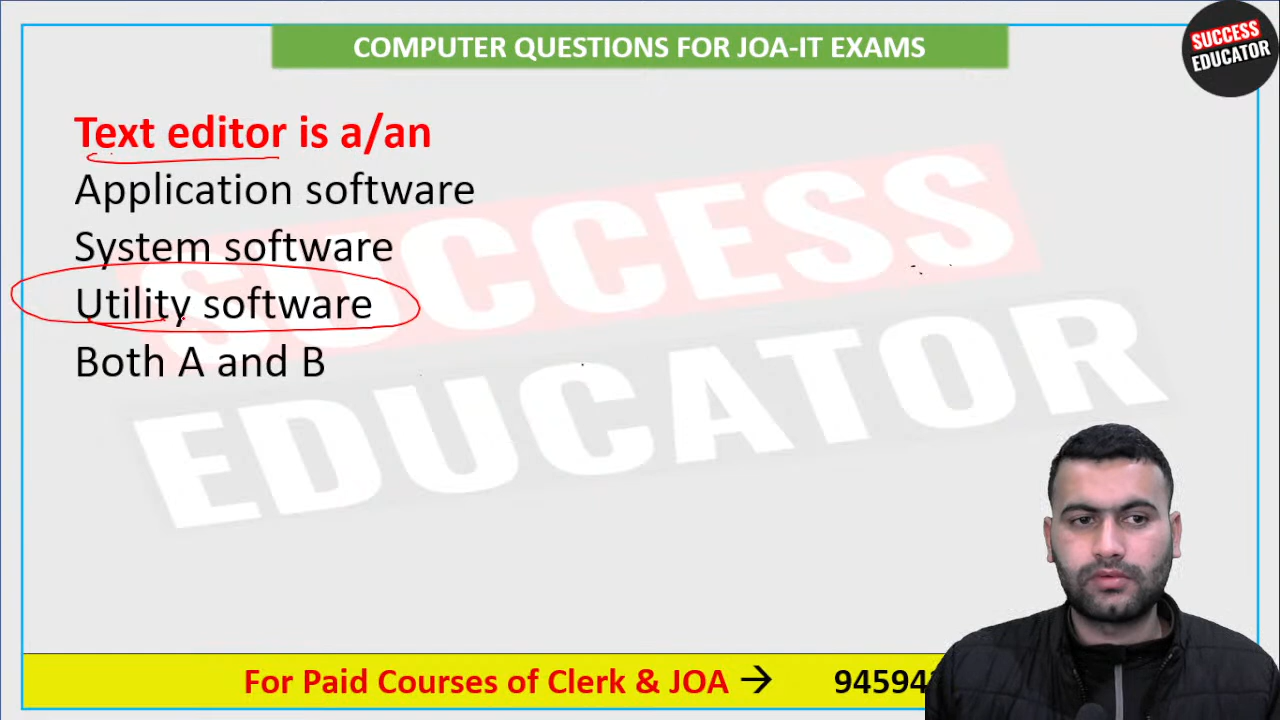 COMPUTER QUESTIONS FOR JOA-IT EXAMS
SUCCESS
EDUCATOR
Text editor is a/an
Application software
System software
Utility software
Both A and B
SUCCESS
EDUCATOR
For Paid Courses of Clerk & JOA → 94594